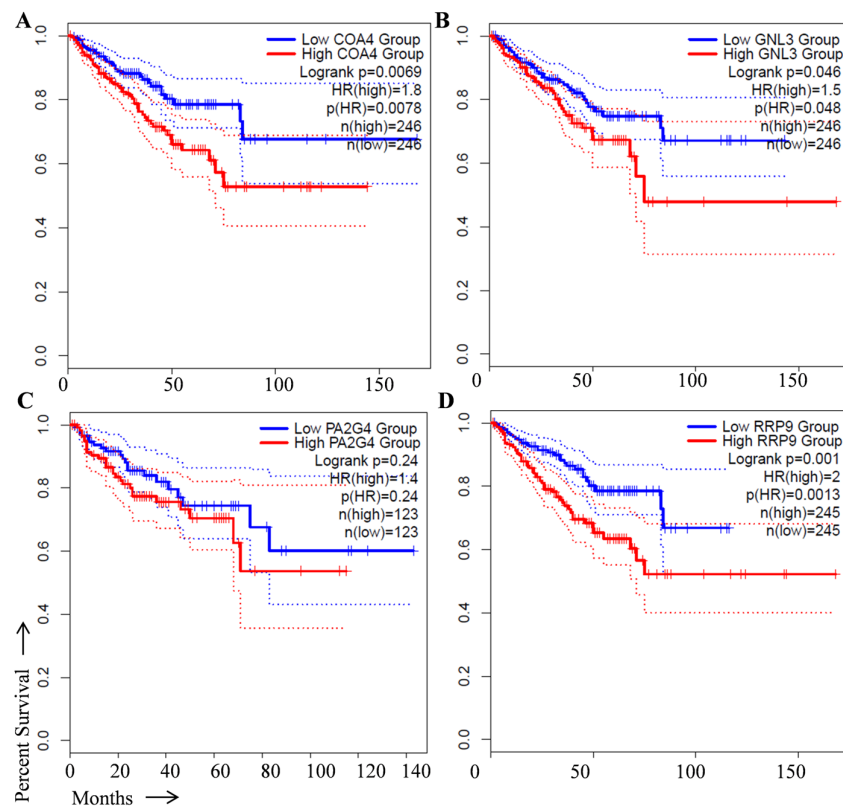 A
Low COA4 Group
High COA4 Group
Logrank p=0.0069
HR(high)=1.8
p(HR)=0.0078
n(high)=246
n(low)=246
1.0
0.8
0.6
0.4
0.2
0.0
0 50 100 150
B
Low GNL3 Group
High GNL3 Group
Logrank p=0.046
HR(high)=1.5
p(HR)=0.048
n(high)=246
n(low)=246
1.0
0.8
0.6
0.4
0.2
0.0
0 50 100 150
C
Low PA2G4 Group
High PA2G4 Group
Logrank p=0.24
HR(high)=1.4
p(HR)=0.24
n(high)=123
n(low)=123
1.0
0.8
0.6
0.4
0.2
0.0
0 20 40 60 80 100 120 140
D
Low RRP9 Group
High RRP9 Group
Logrank p=0.001
HR(high)=2
p(HR)=0.0013
n(high)=245
n(low)=245
1.0
0.8
0.6
0.4
0.2
0.0
0 50 100 150
Percent Survival
Months